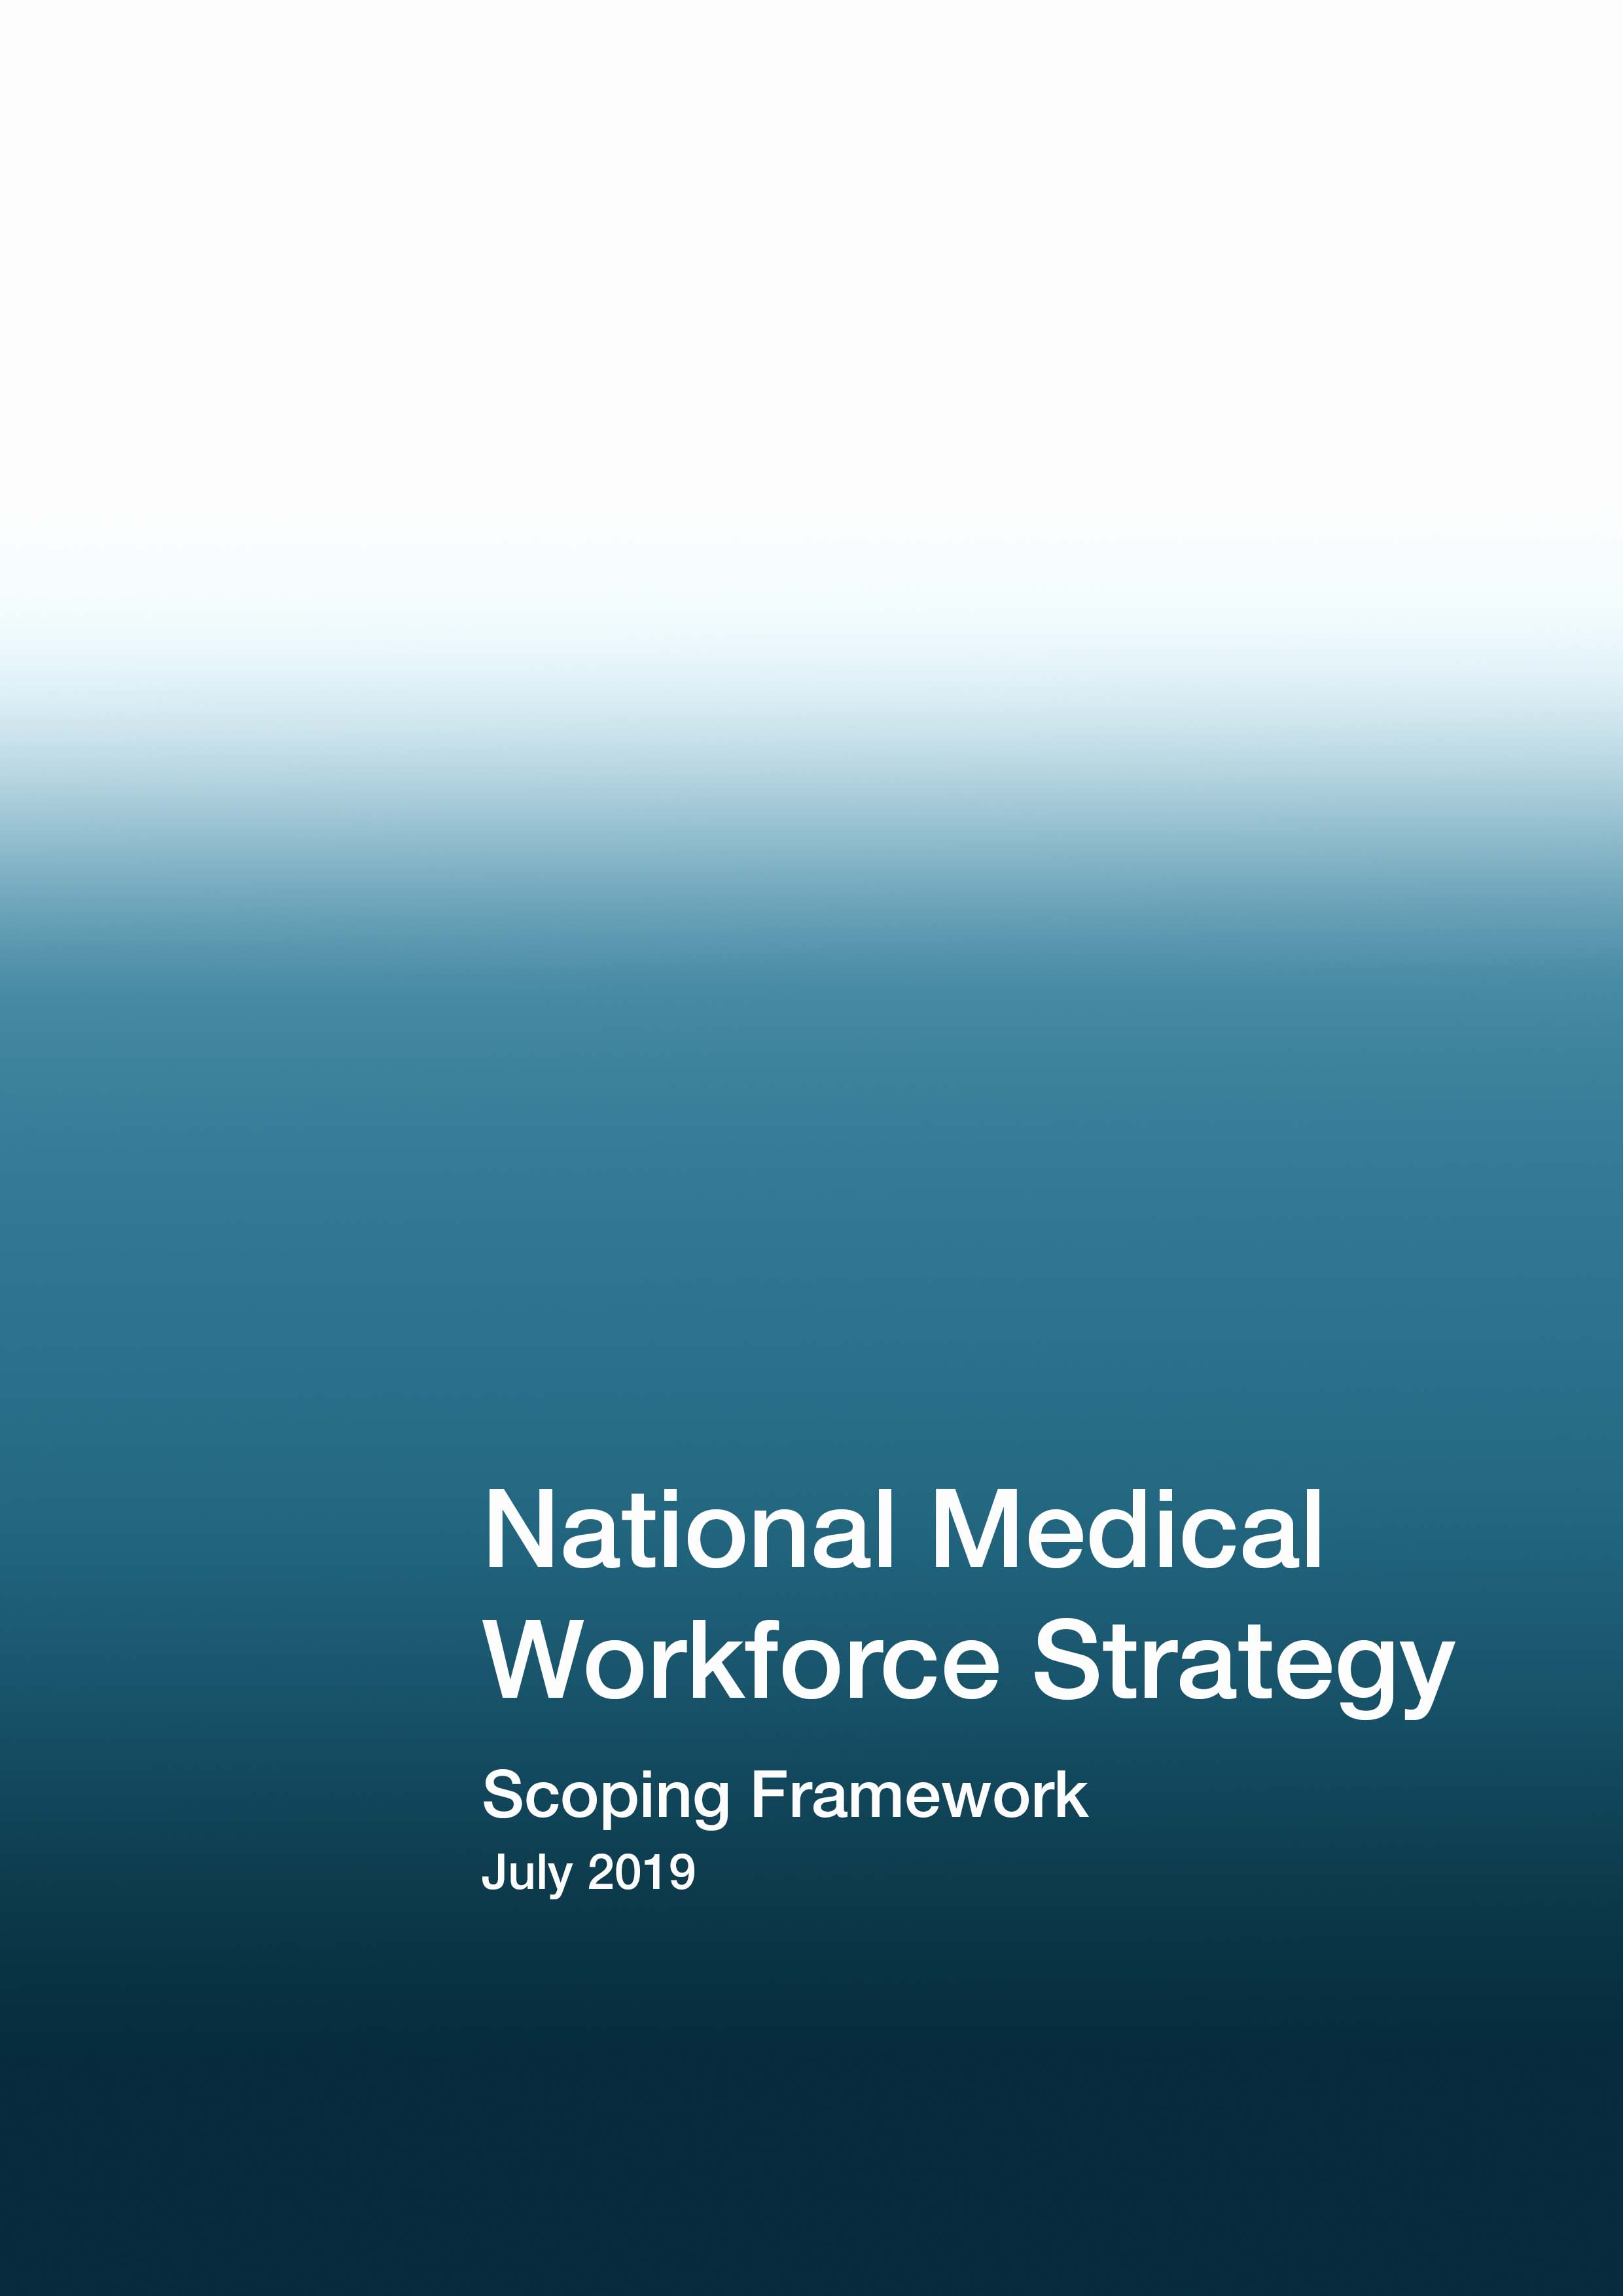 National Medical
Workforce Strategy
Scoping Framework
July 2019